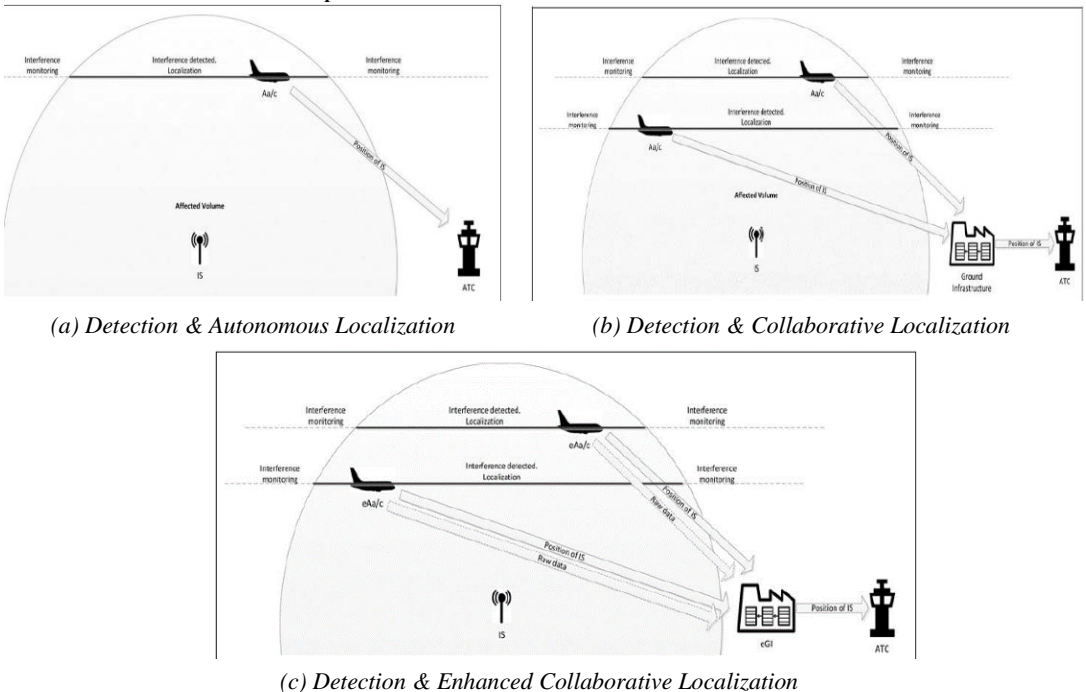 Interference
monitoring
Interference detected.
Localization
Interference
monitoring
Aa/c
Position of IS
Affected Volume
IS
ATC
(a) Detection & Autonomous Localization
Interference
monitoring
Interference detected.
Localization
Interference
monitoring
Aa/c
Interference
monitoring
Interference detected.
Localization
Interference
monitoring
Aa/c
Position of IS
Position of IS
Affected Volume
IS
Ground
Infrastructure
Position of IS
ATC
(b) Detection & Collaborative Localization
Interference
monitoring
Interference detected.
Localization
Interference
monitoring
eAa/c
Interference
monitoring
Interference detected.
Localization
Interference
monitoring
eAa/c
Position of IS
Raw data
Position of IS
Raw data
IS
eGI
Position of IS
ATC
(c) Detection & Enhanced Collaborative Localization